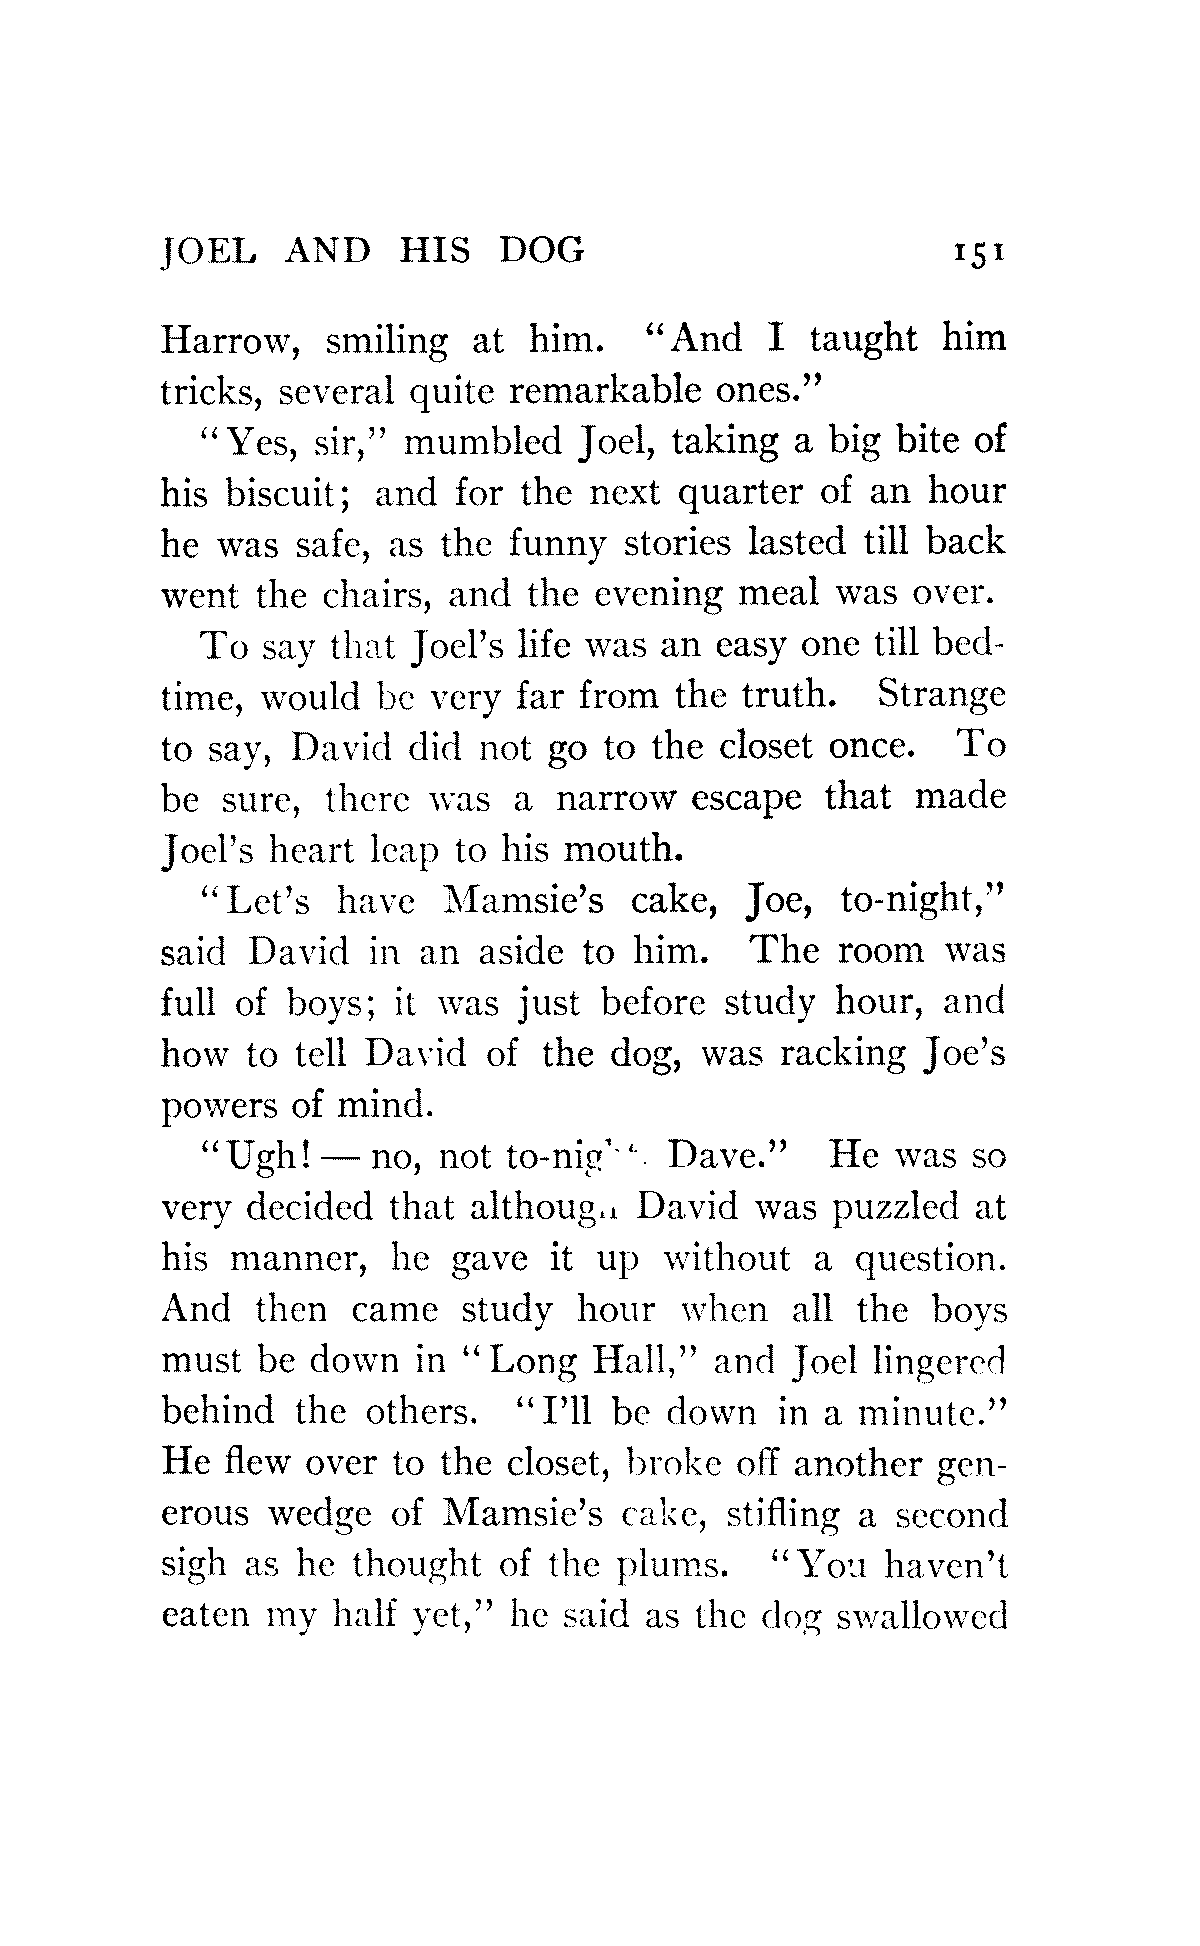 JOEL AND HIS DOG 151
Harrow, smiling at him. "And I taught him
tricks, several quite remarkable ones."
"Yes, sir," mumbled Joel, taking a big bite of
his biscuit; and for the next quarter of an hour
he was safe, as the funny stories lasted till back
went the chairs, and the evening meal was over.
To say that Joel's life was an easy one till bed-
time, would be very far from the truth. Strange
to say, David did not go to the closet once. To
be sure, there was a narrow escape that made
Joel's heart leap to his mouth.
"Let's have Mamsie's cake, Joe, to-night,"
said David in an aside to him. The room was
full of boys; it was just before study hour, and
how to tell David of the dog, was racking Joe's
powers of mind.
"Ugh! — no, not to-night, Dave." He was so
very decided that although David was puzzled at
his manner, he gave it up without a question.
And then came study hour when all the boys
must be down in "Long Hall," and Joel lingered
behind the others. "I'll be down in a minute."
He flew over to the closet, broke off another gen-
erous wedge of Mamsie's cake, stifling a second
sigh as he thought of the plums. "You haven't
eaten my half yet," he said as the dog swallowed